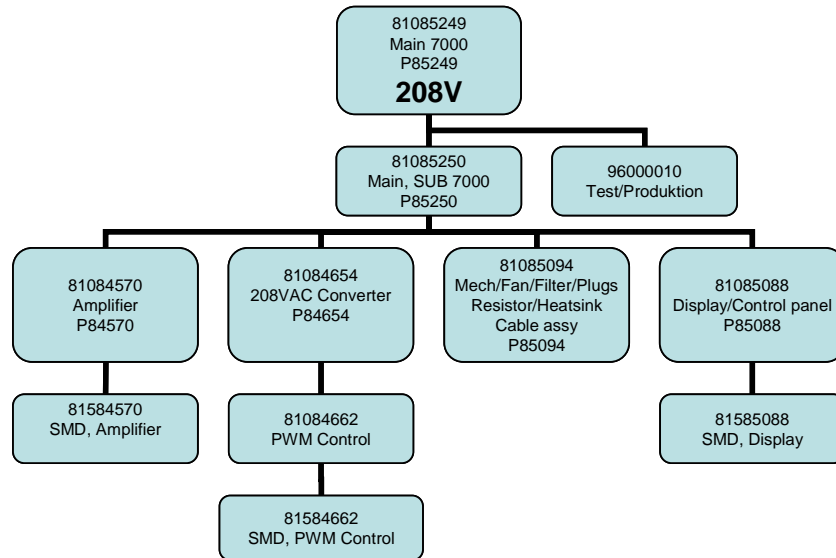 81085249
Main 7000
P85249
208V
81085250
Main, SUB 7000
P85250
96000010
Test/Produktion
81084570
Amplifier
P84570
81084654
208VAC Converter
P84654
81085094
Mech/Fan/Filter/Plugs
Resistor/Heatsink
Cable assy
P85094
81085088
Display/Control panel
P85088
81584570
SMD, Amplifier
81084662
PWM Control
81585088
SMD, Display
81584662
SMD, PWM Control